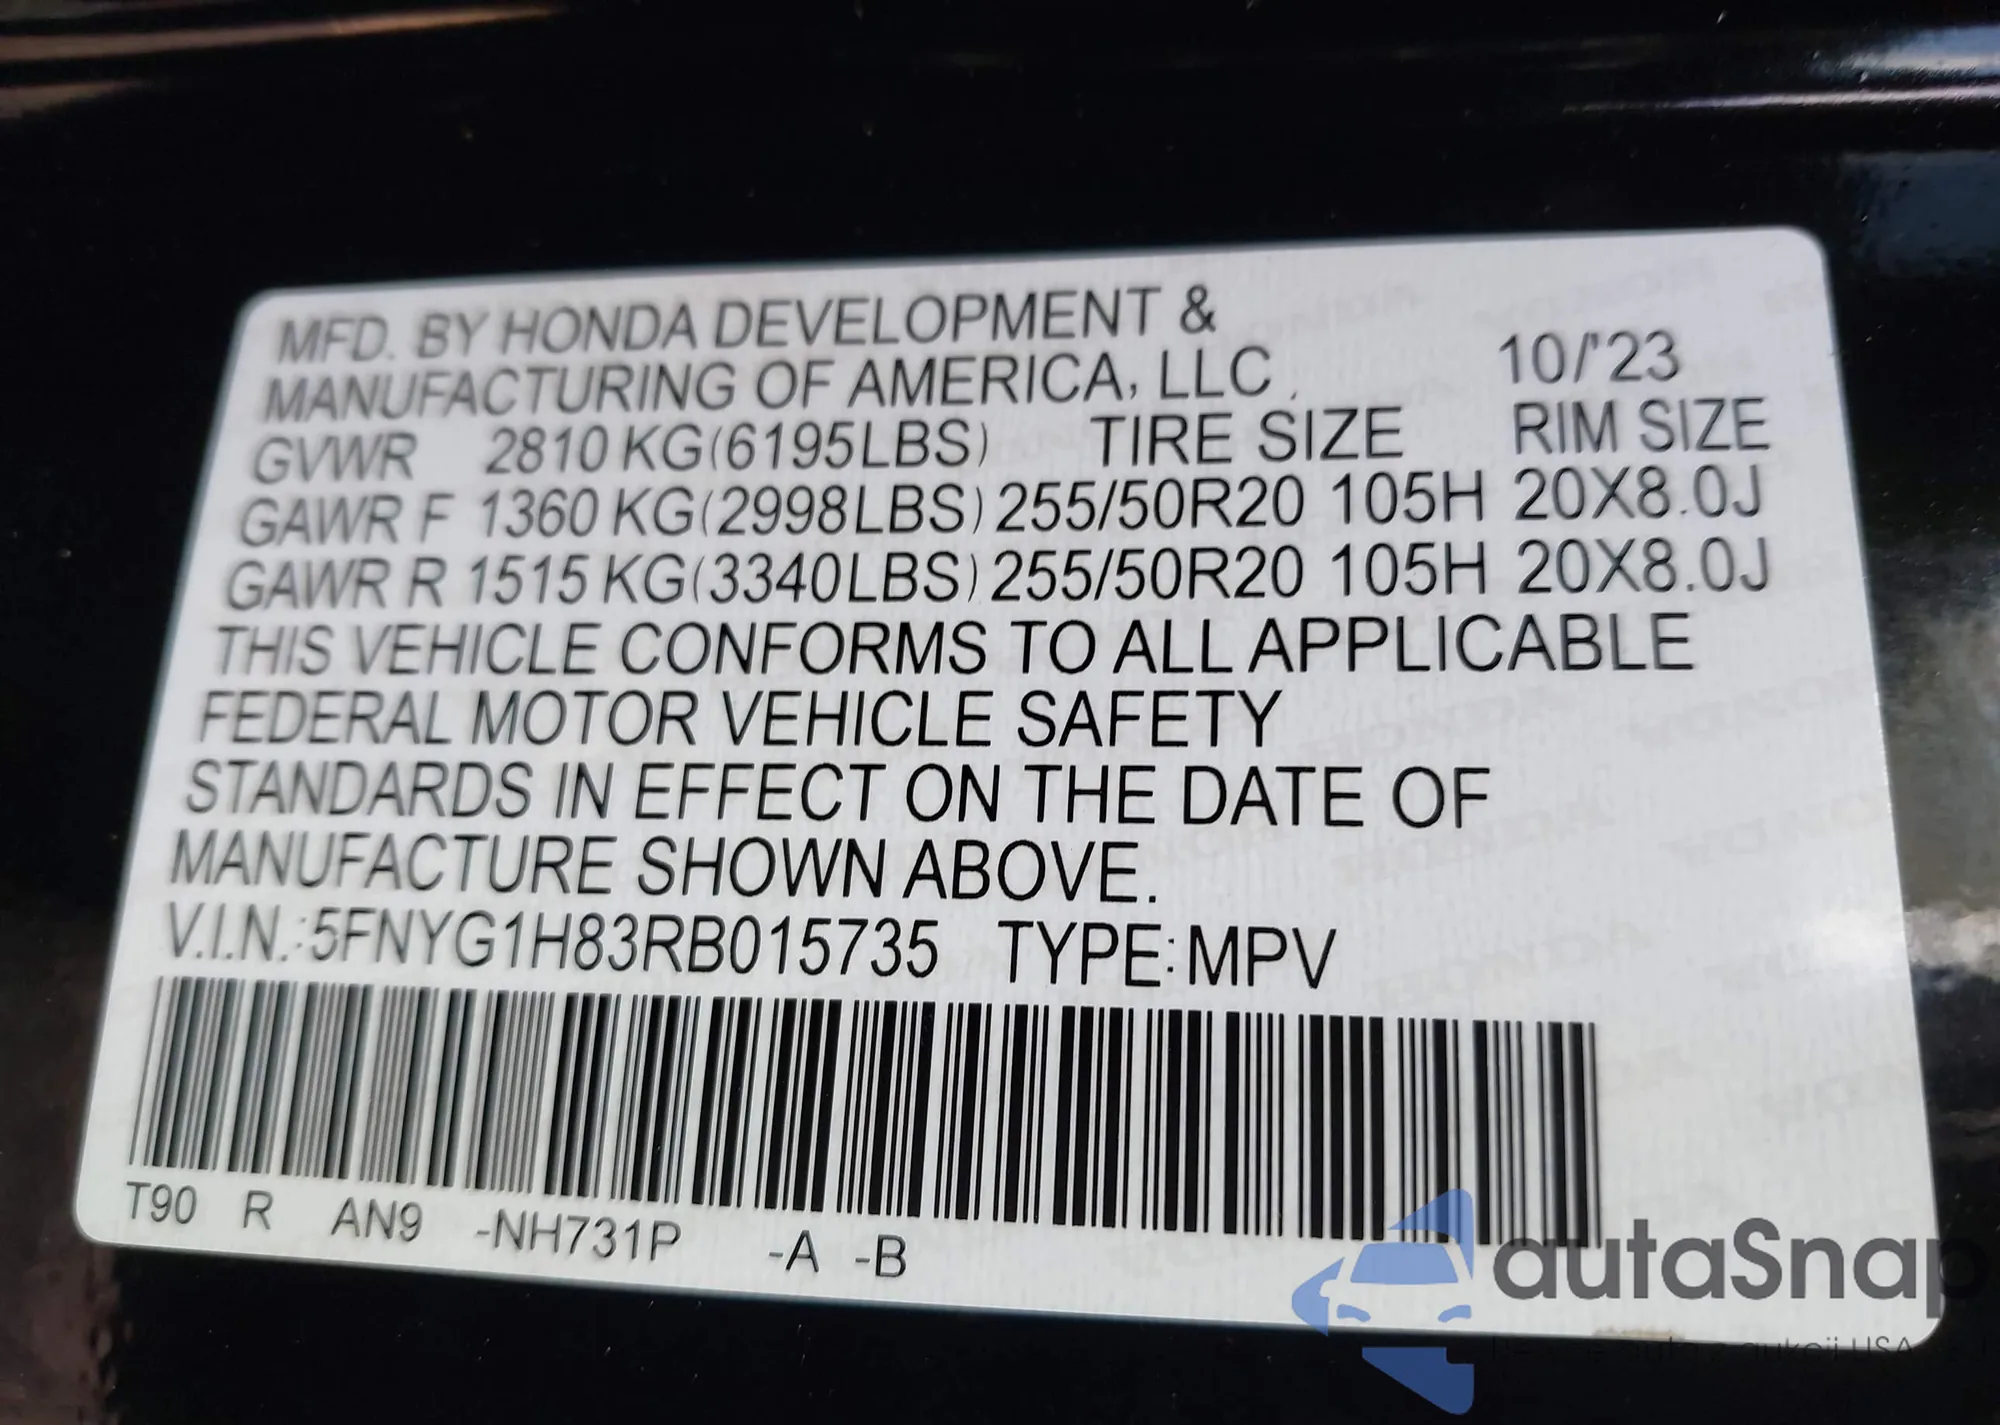 MFD. BY HONDA DEVELOPMENT &
MANUFACTURING OF AMERICA, LLC. 10/'23
GVWR 2810 KG(6195LBS) TIRE SIZE RIM SIZE
GAWR F 1360 KG(2998LBS) 255/50R20 105H 20X8.0J
GAWR R 1515 KG(3340LBS) 255/50R20 105H 20X8.0J
THIS VEHICLE CONFORMS TO ALL APPLICABLE
FEDERAL MOTOR VEHICLE SAFETY
STANDARDS IN EFFECT ON THE DATE OF
MANUFACTURE SHOWN ABOVE.
V.I.N.:5FNYG1H83RB015735 TYPE:MPV
T90 R AN9 -NH731P -A -B
autaSnap
USA